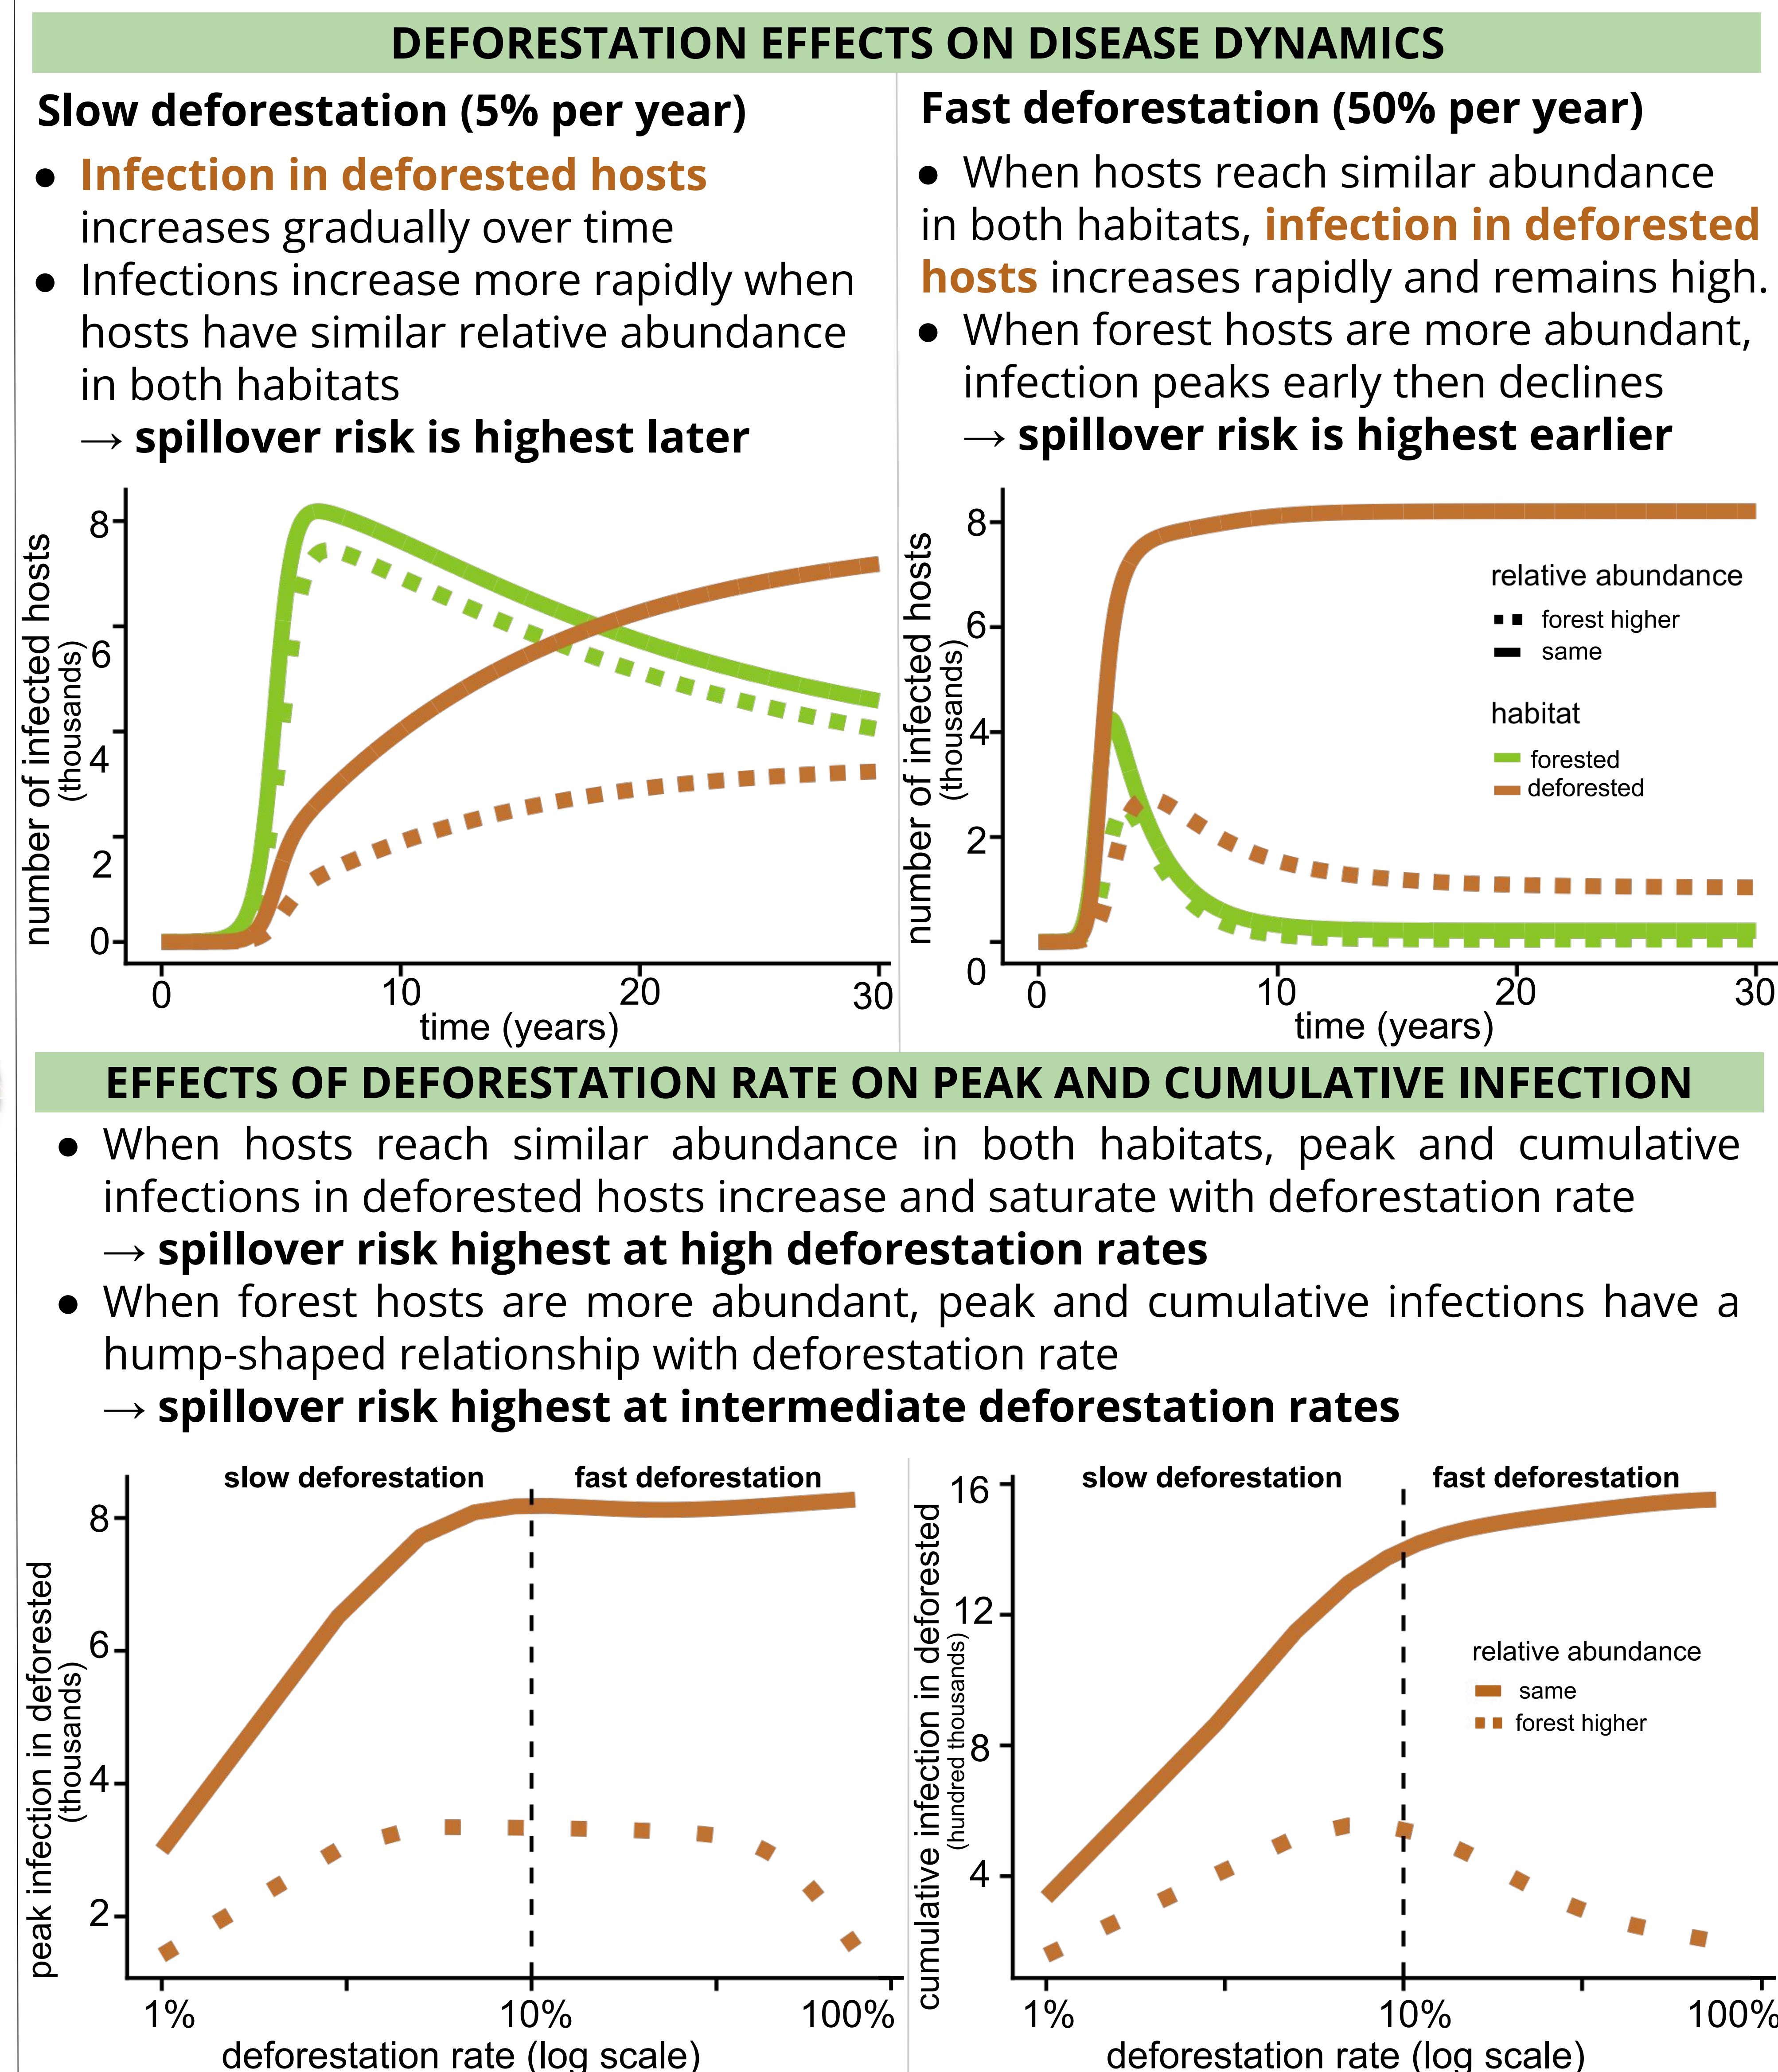 DEFORESTATION EFFECTS ON DISEASE DYNAMICS
Slow deforestation (5% per year)
● Infection in deforested hosts
increases gradually over time
● Infections increase more rapidly when
hosts have similar relative abundance
in both habitats
→ spillover risk is highest later
number of infected hosts
(thousands)
8
6
4
2
0
0 10 20 30
time (years)
Fast deforestation (50% per year)
● When hosts reach similar abundance
in both habitats, infection in deforested
hosts increases rapidly and remains high.
● When forest hosts are more abundant,
infection peaks early then declines
→ spillover risk is highest earlier
number of infected hosts
(thousands)
8
6
4
2
0
relative abundance
forest higher
same
habitat
forested
deforested
0 10 20 30
time (years)
EFFECTS OF DEFORESTATION RATE ON PEAK AND CUMULATIVE INFECTION
● When hosts reach similar abundance in both habitats, peak and cumulative
infections in deforested hosts increase and saturate with deforestation rate
→ spillover risk highest at high deforestation rates
● When forest hosts are more abundant, peak and cumulative infections have a
hump-shaped relationship with deforestation rate
→ spillover risk highest at intermediate deforestation rates
slow deforestation fast deforestation
peak infection in deforested
(thousands)
8
6
4
2
1% 10% 100%
deforestation rate (log scale)
slow deforestation fast deforestation
cumulative infection in deforested
(hundred thousands)
16
12
8
4
relative abundance
same
forest higher
1% 10% 100%
deforestation rate (log scale)